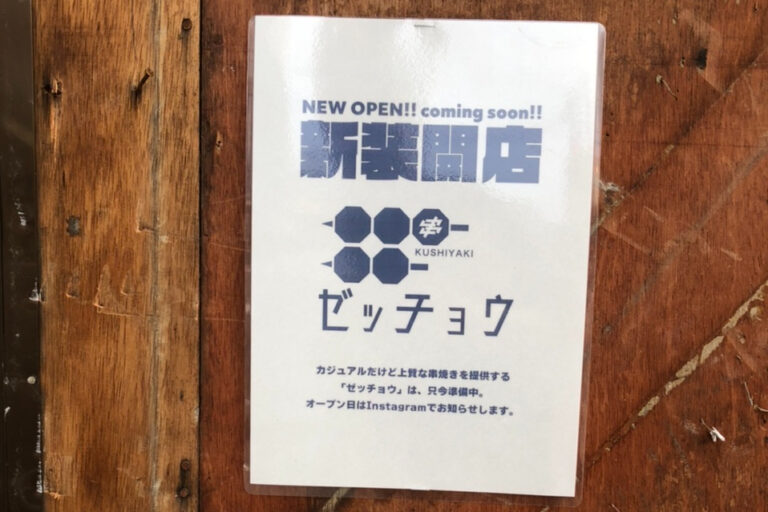 NEW OPEN!! coming soon!!
新装開店
串
KUSHIYAKI
ゼッチョウ
カジュアルだけど上質な串焼きを提供する
「ゼッチョウ」は、只今準備中。
オープン日はInstagramでお知らせします。